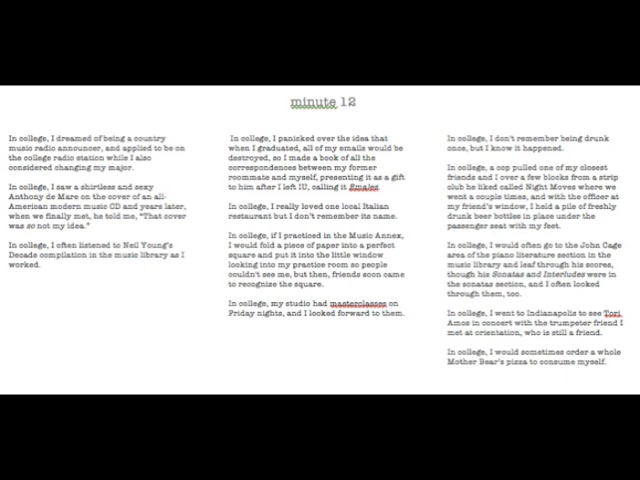 minute 12
In college, I dreamed of being a country
music radio announcer, and applied to be on
the college radio station while I also
considered changing my major.
In college, I saw a shirtless and sexy
Anthony de Mare on the cover of an all-
American modern music CD and years later,
when we finally met, he told me, “That cover
was so not my idea.”
In college, I often listened to Neil Young’s
Decade compilation in the music library as I
worked.
In college, I panicked over the idea that
when I graduated, all of my emails would be
destroyed, so I made a book of all the
correspondences between my former
roommate and myself, presenting it as a gift
to him after I left IU, calling it Emales.
In college, I really loved one local Italian
restaurant but I don’t remember its name.
In college, if I practiced in the Music Annex,
I would fold a piece of paper into a perfect
square and put it into the little window
looking into my practice room so people
couldn’t see me, but then, friends soon came
to recognize the square.
In college, my studio had masterclasses on
Friday nights, and I looked forward to them.
In college, I don’t remember being drunk
once, but I know it happened.
In college, a cop pulled one of my closest
friends and I over a few blocks from a strip
club he liked called Night Moves where we
went a couple times, and with the officer at
my friend’s window, I held a pile of freshly
drunk beer bottles in place under the
passenger seat with my feet.
In college, I would often go to the John Cage
area of the piano literature section in the
music library and leaf through his scores,
though his Sonatas and Interludes were in
the sonatas section, and I often looked
through them, too.
In college, I went to Indianapolis to see Tori
Amos in concert with the trumpeter friend I
met at orientation, who is still a friend.
In college, I would sometimes order a whole
Mother Bear’s pizza to consume myself.